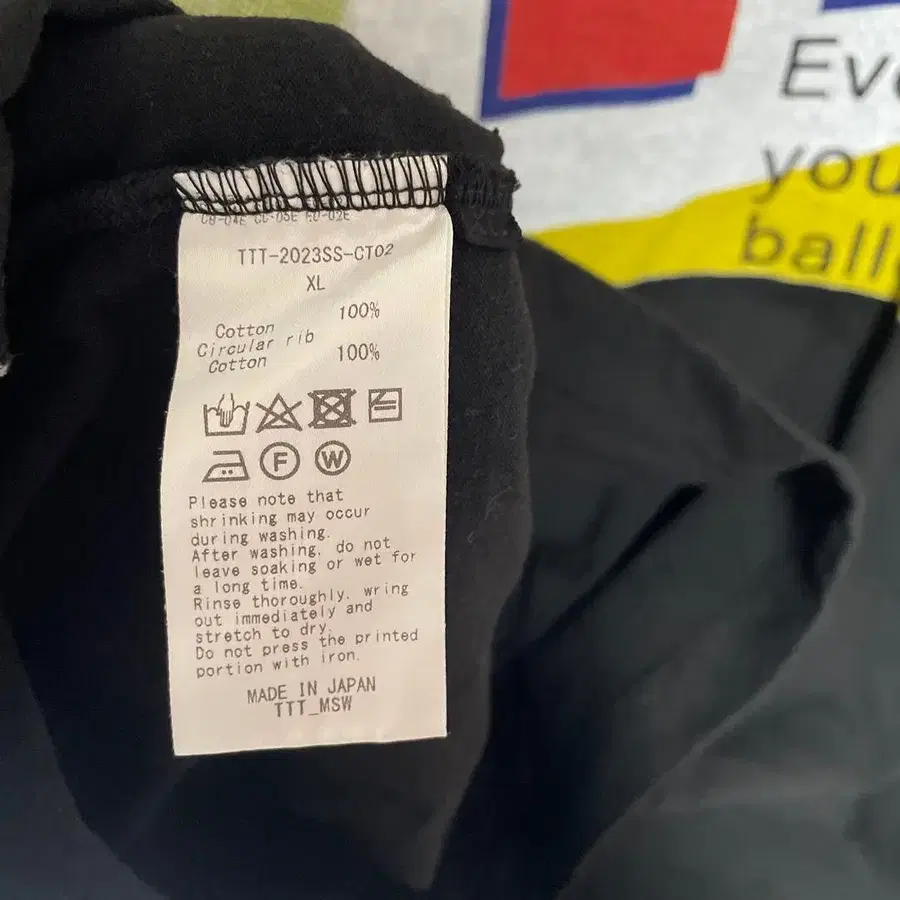 TTT-2023SS-CT02
XL
100%
Cotton
Circular rib
Cotton 100%
F W
Please note that
shrinking may occur
during washing.
After washing, do not
leave soaking or wet for
a long time.
Rinse thoroughly, wring
out immediately and
stretch to dry.
Do not press the printed
portion with iron.
MADE IN JAPAN
TTT_MSW
you
ball